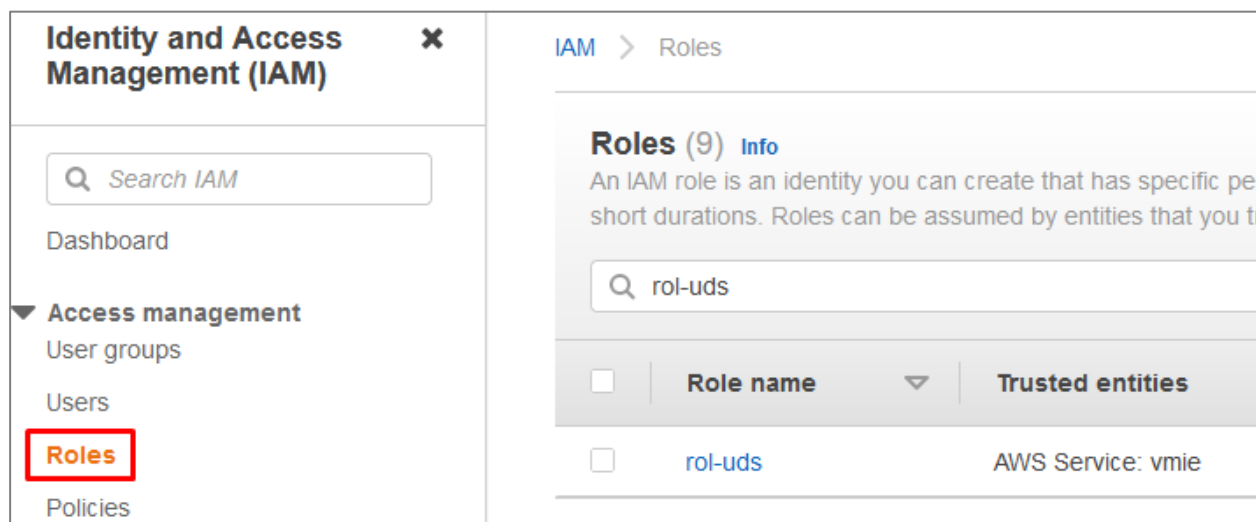 Identity and Access
Management (IAM)
Search IAM
Dashboard
Access management
User groups
Users
Roles
Policies
IAM > Roles
Roles (9) Info
An IAM role is an identity you can create that has specific
short durations. Roles can be assumed by entities that you
rol-uds
Role name
Trusted entities
rol-uds
AWS Service: vmie